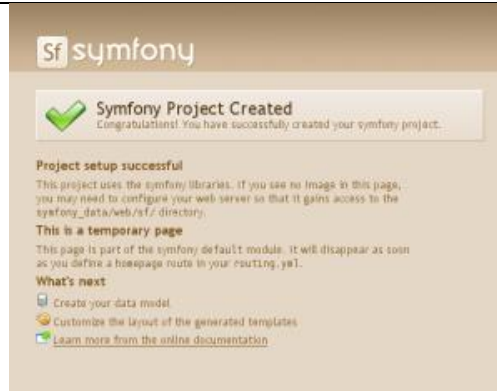 Sf symfony
Symfony Project Created
Congratulations! You have successfully created your symfony project.
Project setup successful
This project uses the symfony libraries. If you see no image in this page,
you may need to configure your web server so that it gains access to the
symfony_data/web/sf/ directory.
This is a temporary page
This page is part of the symfony default module. It will disappear as soon
as you define a homepage route in your routing.yml.
What's next
Create your data model
Customize the layout of the generated templates
Learn more from the online documentation